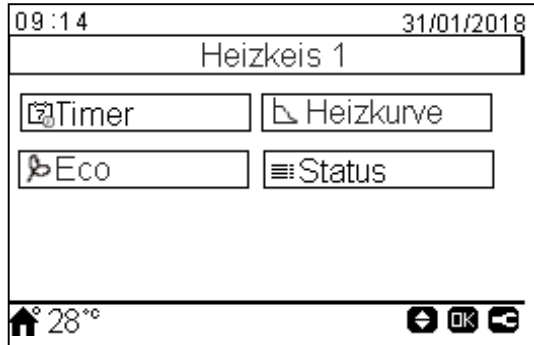 09:14 31/01/2018
Heizkeis 1
Timer Heizkurve
Eco Status
28°C OK